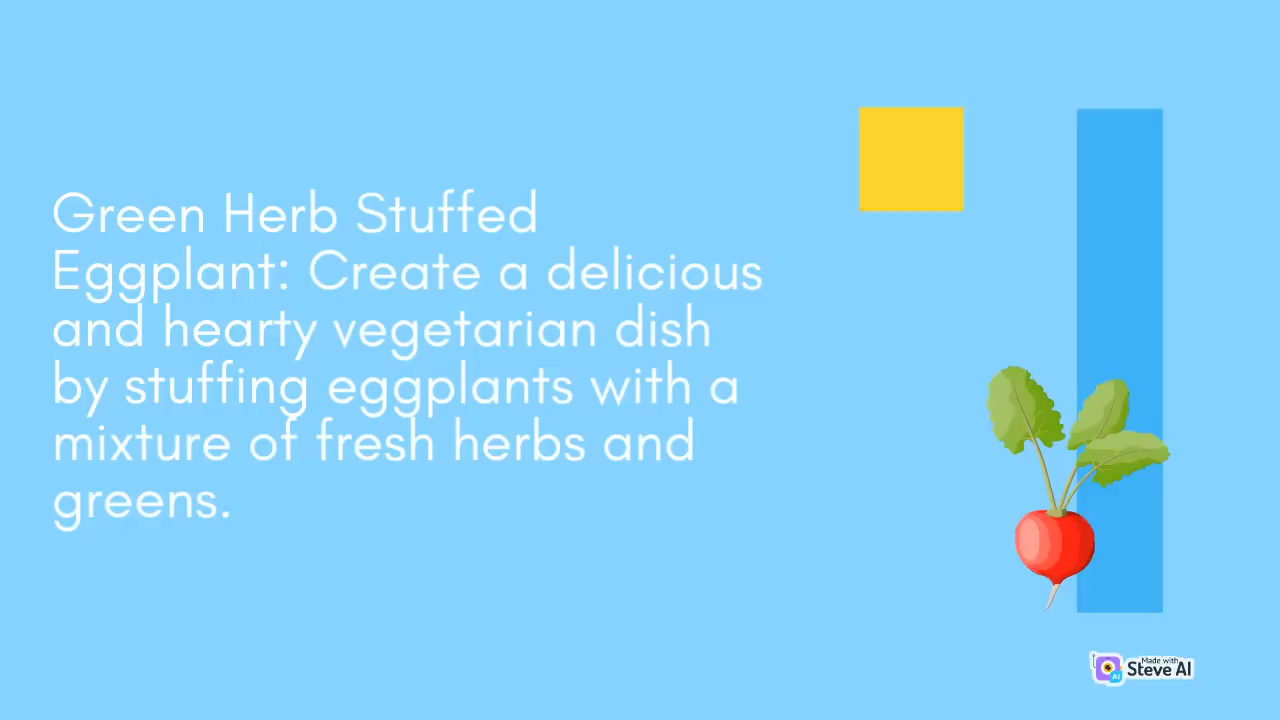 Green Herb Stuffed
Eggplant: Create a delicious
and hearty vegetarian dish
by stuffing eggplants with a
mixture of fresh herbs and
greens.
Made with
Steve AI
AI